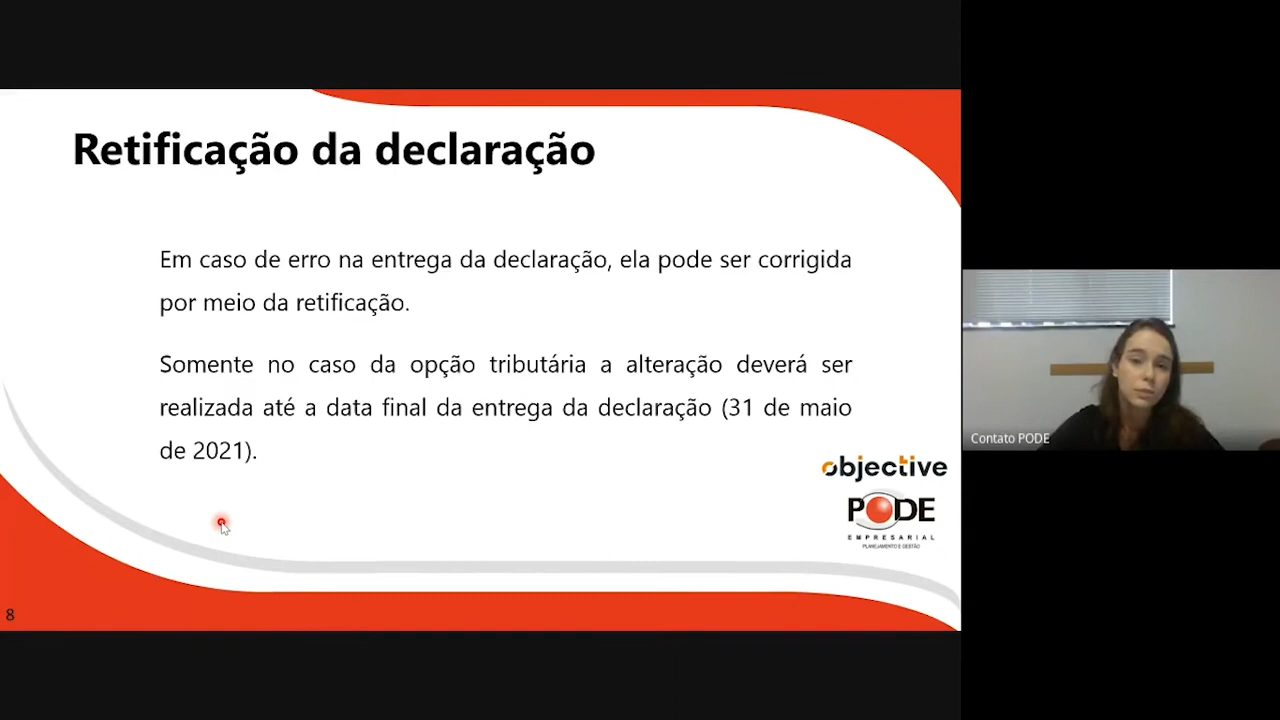 Retificação da declaração
Em caso de erro na entrega da declaração, ela pode ser corrigida
por meio da retificação.
Somente no caso da opção tributária a alteração deverá ser
realizada até a data final da entrega da declaração (31 de maio
de 2021).
objective
PODE
EMPRESARIAL
PLANEJAMENTO E GESTÃO
8
Contato PODE